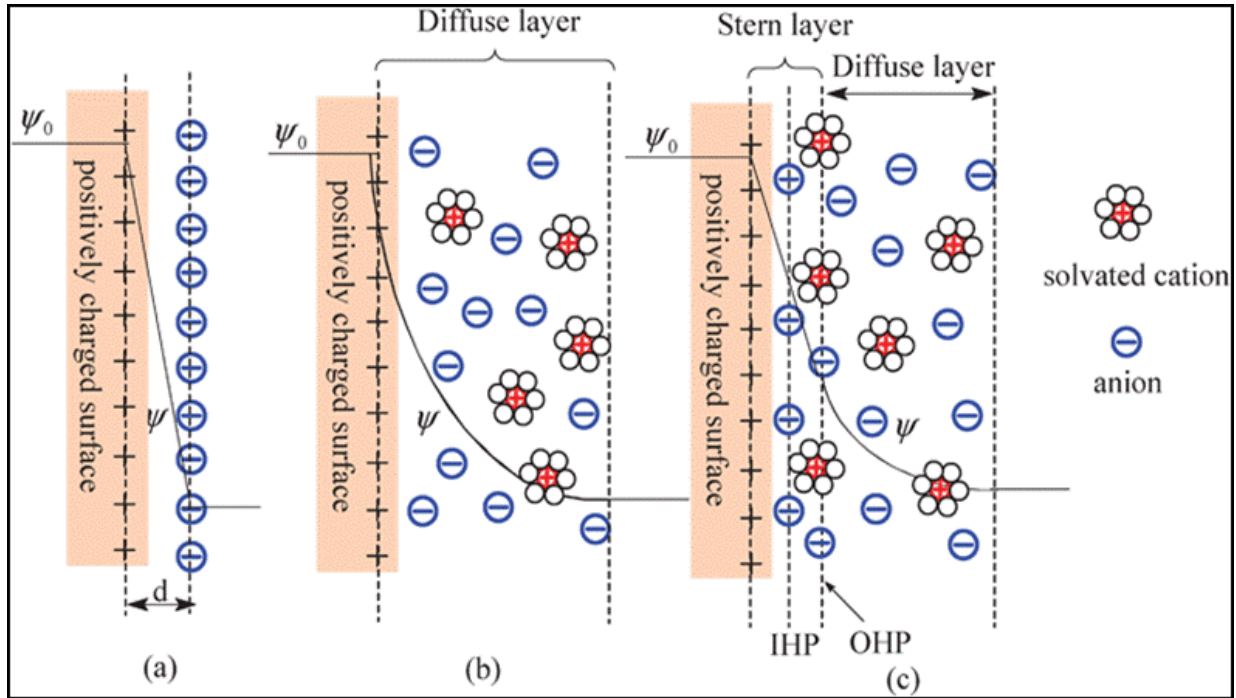 Diffuse layer
Stern layer
Diffuse layer
ψ0
positively charged surface
ψ
d
(a)
ψ0
positively charged surface
ψ
(b)
ψ0
positively charged surface
ψ
IHP
OHP
(c)
solvated cation
anion